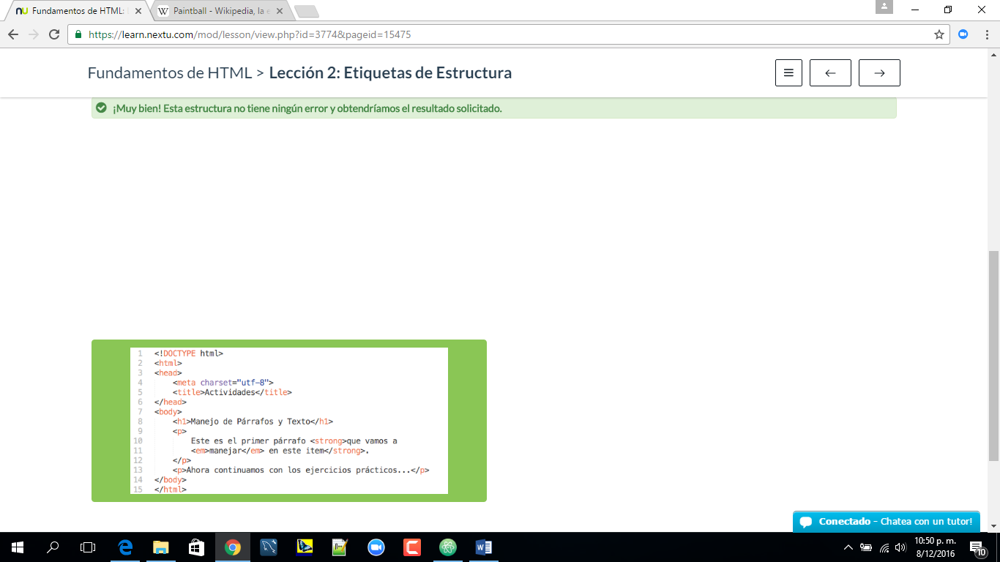 Fundamentos de HTML:
Paintball - Wikipedia, la e
https://learn.nextu.com/mod/lesson/view.php?id=3774&pageid=15475
Fundamentos de HTML > Lección 2: Etiquetas de Estructura
¡Muy bien! Esta estructura no tiene ningún error y obtendríamos el resultado solicitado.
1 <!DOCTYPE html>
2 <html>
3 <head>
4 <meta charset="utf-8">
5 <title>Actividades</title>
6 </head>
7 <body>
8 <h1>Manejo de Párrafos y Texto</h1>
9 <p>
10 Este es el primer párrafo <strong>que vamos a
11 <em>manejar</em> en este item</strong>.
12 </p>
13 <p>Ahora continuamos con los ejercicios prácticos...</p>
14 </body>
15 </html>
Conectado - Chatea con un tutor!
10:50 p. m.
8/12/2016
10